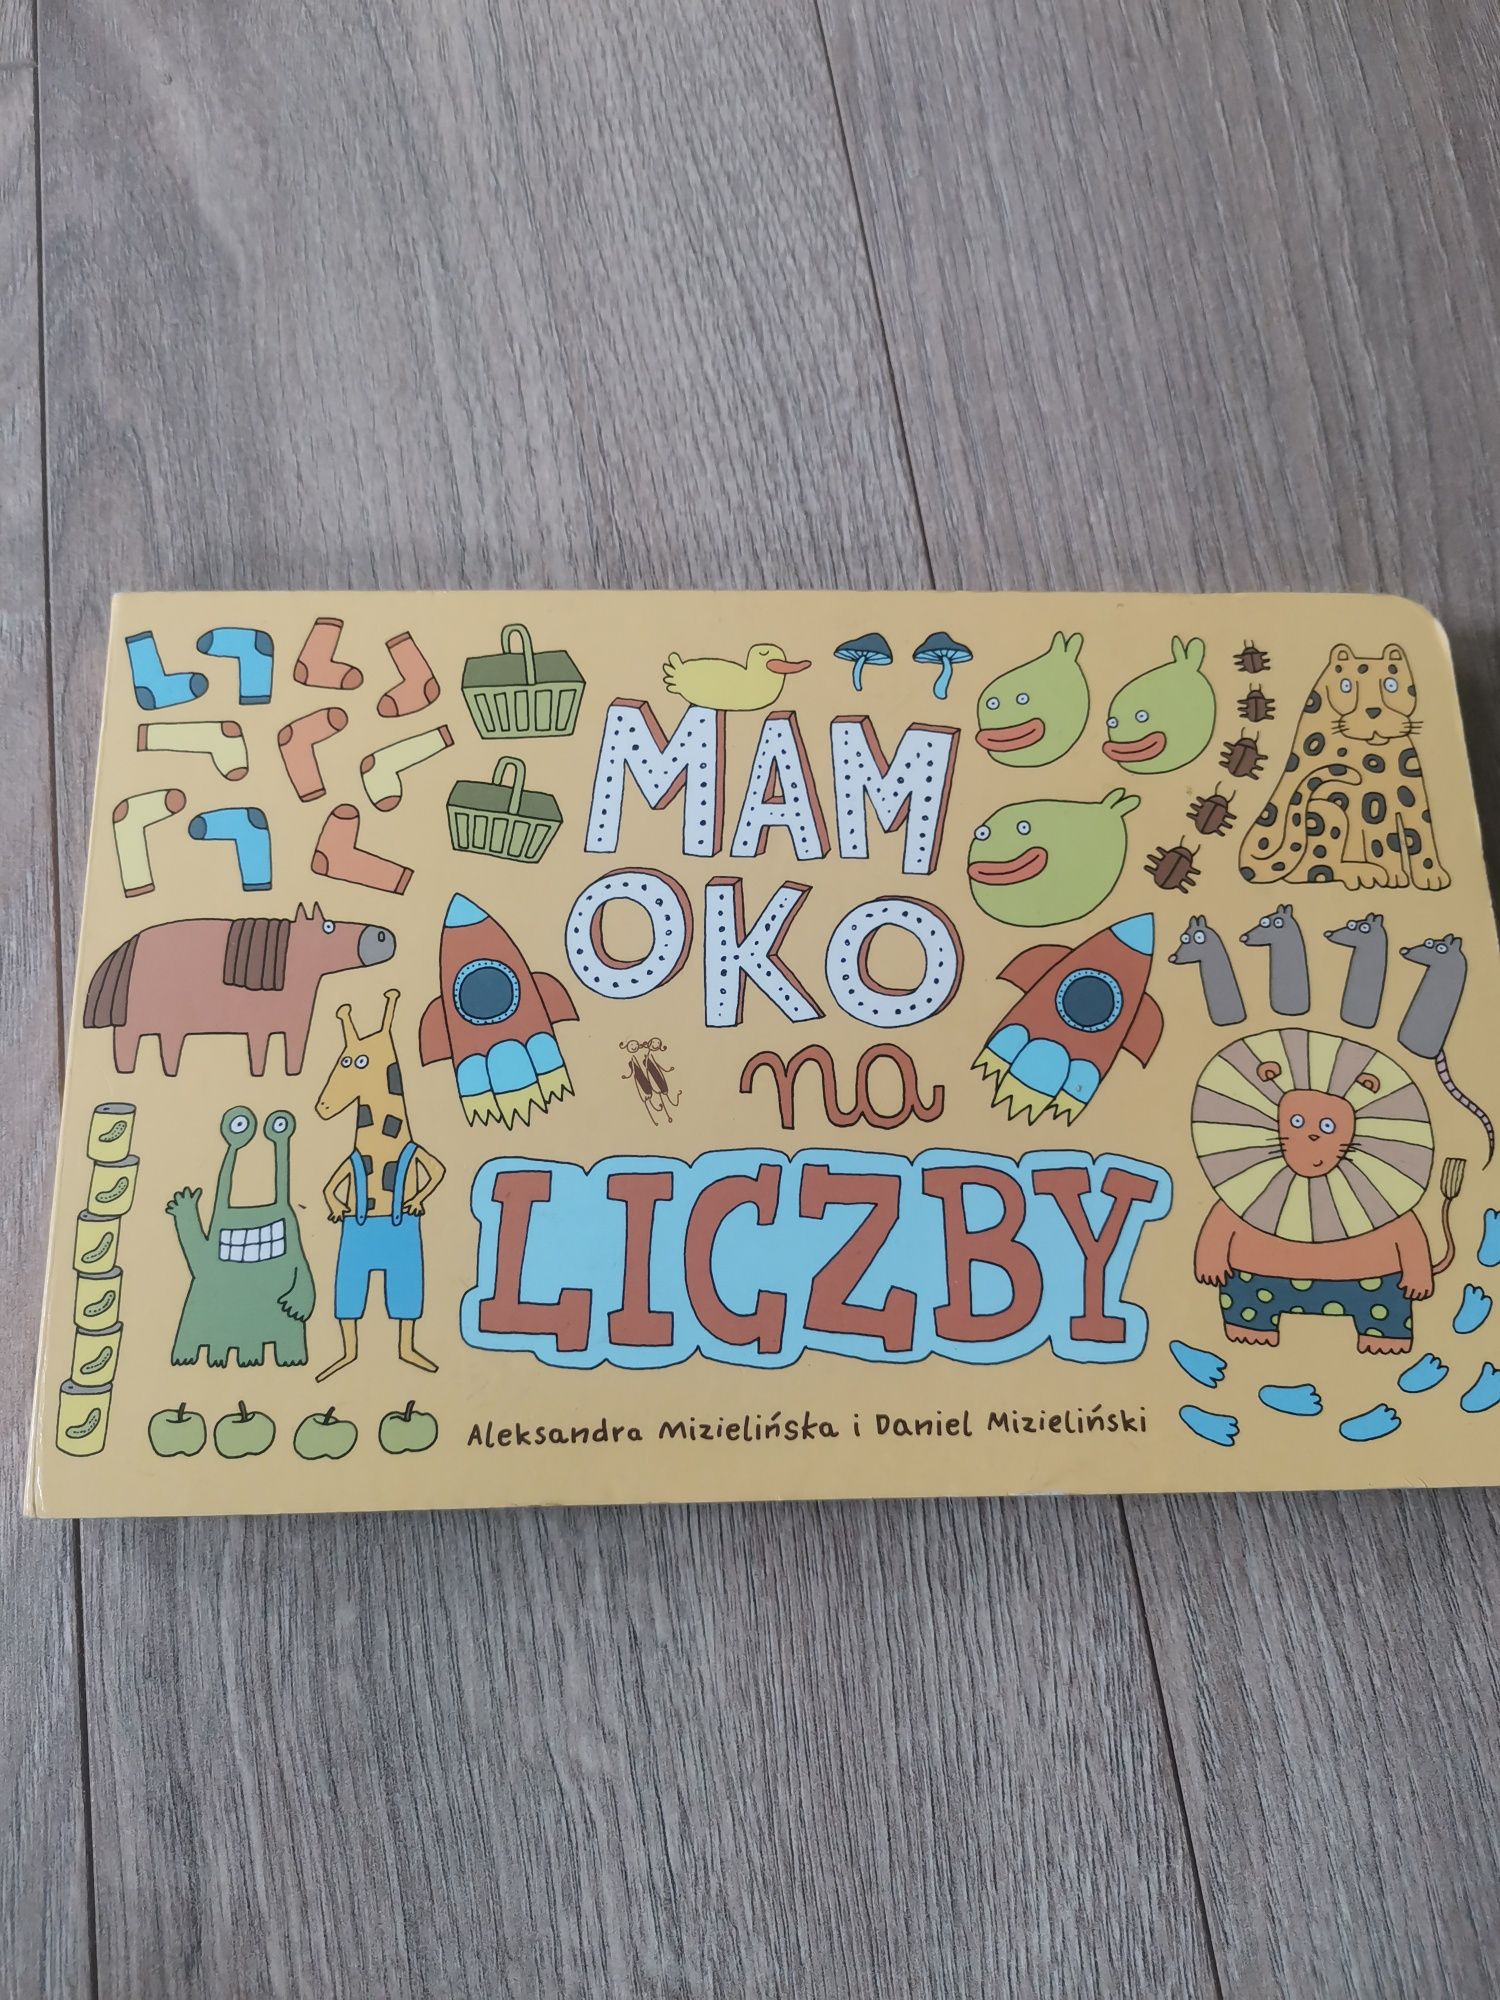 MAM
OKO
na
LICZBY
Aleksandra Mizielińska i Daniel Mizieliński